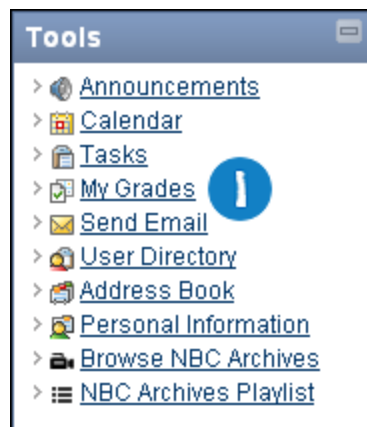 Tools
Announcements
Calendar
Tasks
My Grades
1
Send Email
User Directory
Address Book
Personal Information
Browse NBC Archives
NBC Archives Playlist